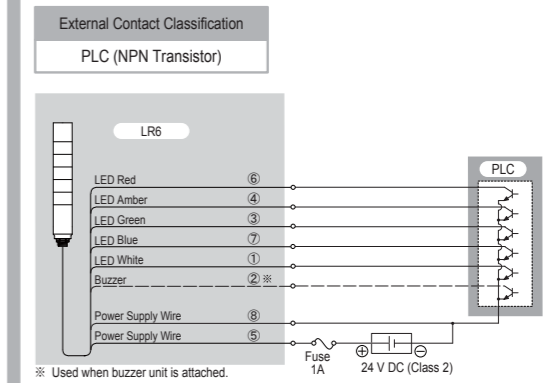 External Contact Classification
PLC (NPN Transistor)
LR6
PLC
LED Red ⑥
LED Amber ④
LED Green ③
LED Blue ⑦
LED White ①
Buzzer ② ※
Power Supply Wire ⑧
Power Supply Wire ⑤
Fuse
1A
⊕ ⊖
24 V DC (Class 2)
※ Used when buzzer unit is attached.